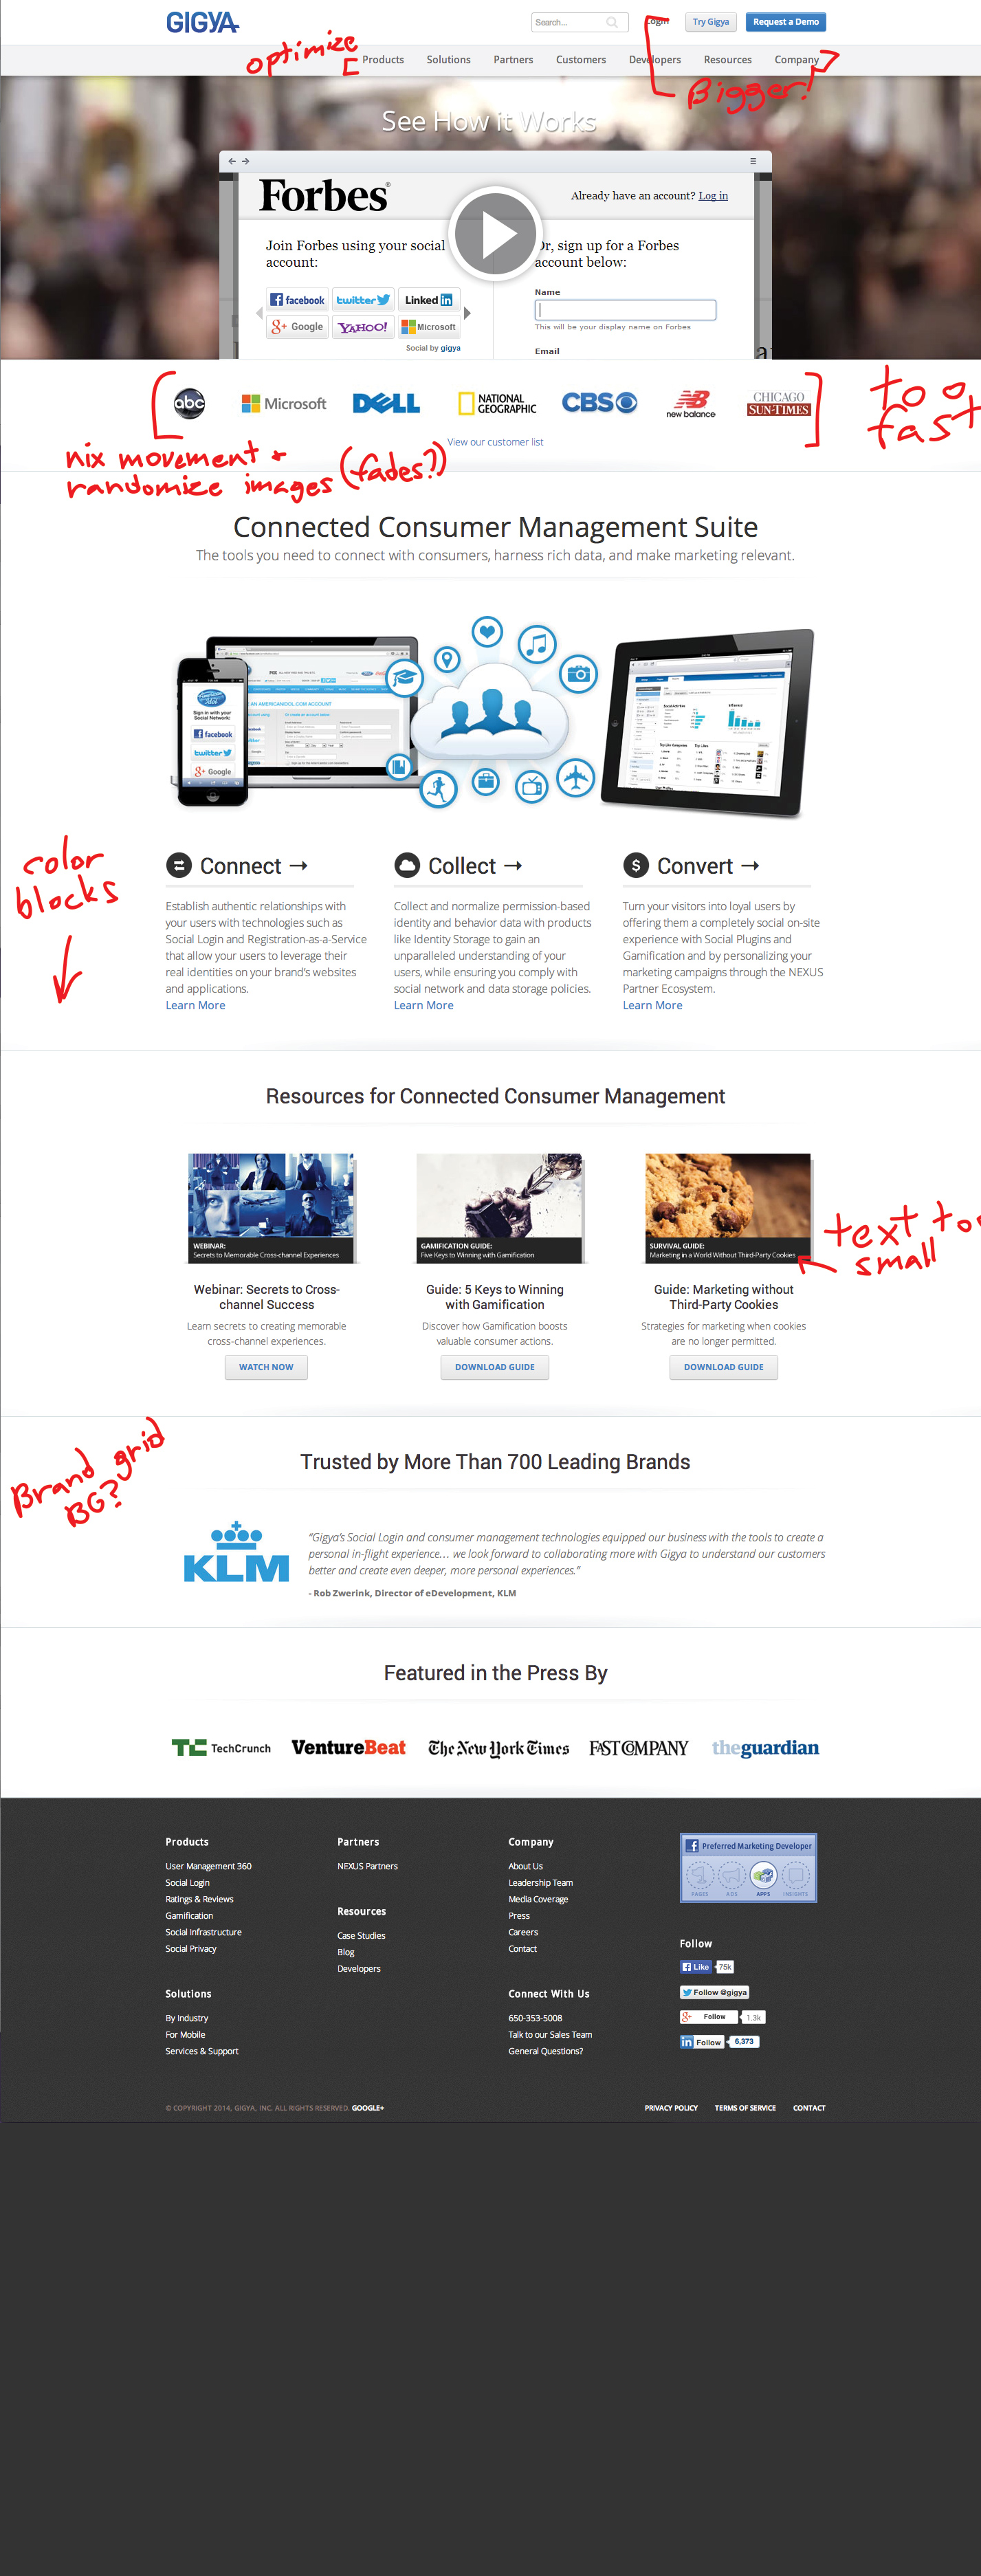 GIGYA
Search...
Login
Try Gigya
Request a Demo
optimize
Products Solutions Partners Customers Developers Resources Company
Bigger!
See How it Works
Forbes
Already have an account? Log in
Join Forbes using your social
account:
Or, sign up for a Forbes
account below:
facebook twitter Linked in
Google YAHOO! Microsoft
Social by gigya
Name
This will be your display name on Forbes
Email
abc Microsoft DELL NATIONAL GEOGRAPHIC CBS NB new balance CHICAGO SUN-TIMES
too
fast
View our customer list
nix movement +
randomize images (fades?)
Connected Consumer Management Suite
The tools you need to connect with consumers, harness rich data, and make marketing relevant.
Sign in with your
Social Network:
facebook
twitter
Google
color
blocks
Connect → Collect → Convert →
Establish authentic relationships with
your users with technologies such as
Social Login and Registration-as-a-Service
that allow your users to leverage their
real identities on your brand's websites
and applications.
Learn More
Collect and normalize permission-based
identity and behavior data with products
like Identity Storage to gain an
unparalleled understanding of your
users, while ensuring you comply with
social network and data storage policies.
Learn More
Turn your visitors into loyal users by
offering them a completely social on-site
experience with Social Plugins and
Gamification and by personalizing your
marketing campaigns through the NEXUS
Partner Ecosystem.
Learn More
Resources for Connected Consumer Management
WEBINAR:
Secrets to Memorable Cross-channel Experiences
GAMIFICATION GUIDE:
Five Keys to Winning with Gamification
SURVIVAL GUIDE:
Marketing in a World Without Third-Party Cookies
text too
small
Webinar: Secrets to Cross-
channel Success
Learn secrets to creating memorable
cross-channel experiences.
WATCH NOW
Guide: 5 Keys to Winning
with Gamification
Discover how Gamification boosts
valuable consumer actions.
DOWNLOAD GUIDE
Guide: Marketing without
Third-Party Cookies
Strategies for marketing when cookies
are no longer permitted.
DOWNLOAD GUIDE
Brand grid
BG?
Trusted by More Than 700 Leading Brands
KLM
“Gigya's Social Login and consumer management technologies equipped our business with the tools to create a
personal in-flight experience… we look forward to collaborating more with Gigya to understand our customers
better and create even deeper, more personal experiences.”
- Rob Zwerink, Director of eDevelopment, KLM
Featured in the Press By
TC TechCrunch VentureBeat The New York Times FAST COMPANY theguardian
Products
User Management 360
Social Login
Ratings & Reviews
Gamification
Social Infrastructure
Social Privacy
Solutions
By Industry
For Mobile
Services & Support
Partners
NEXUS Partners
Resources
Case Studies
Blog
Developers
Company
About Us
Leadership Team
Media Coverage
Press
Careers
Contact
Connect With Us
650-353-5008
Talk to our Sales Team
General Questions?
Preferred Marketing Developer
PAGES ADS APPS INSIGHTS
Follow
Like 75k
Follow @gigya
Follow 1.3k
Follow 6,373
© COPYRIGHT 2014, GIGYA, INC. ALL RIGHTS RESERVED. GOOGLE+
PRIVACY POLICY TERMS OF SERVICE CONTACT